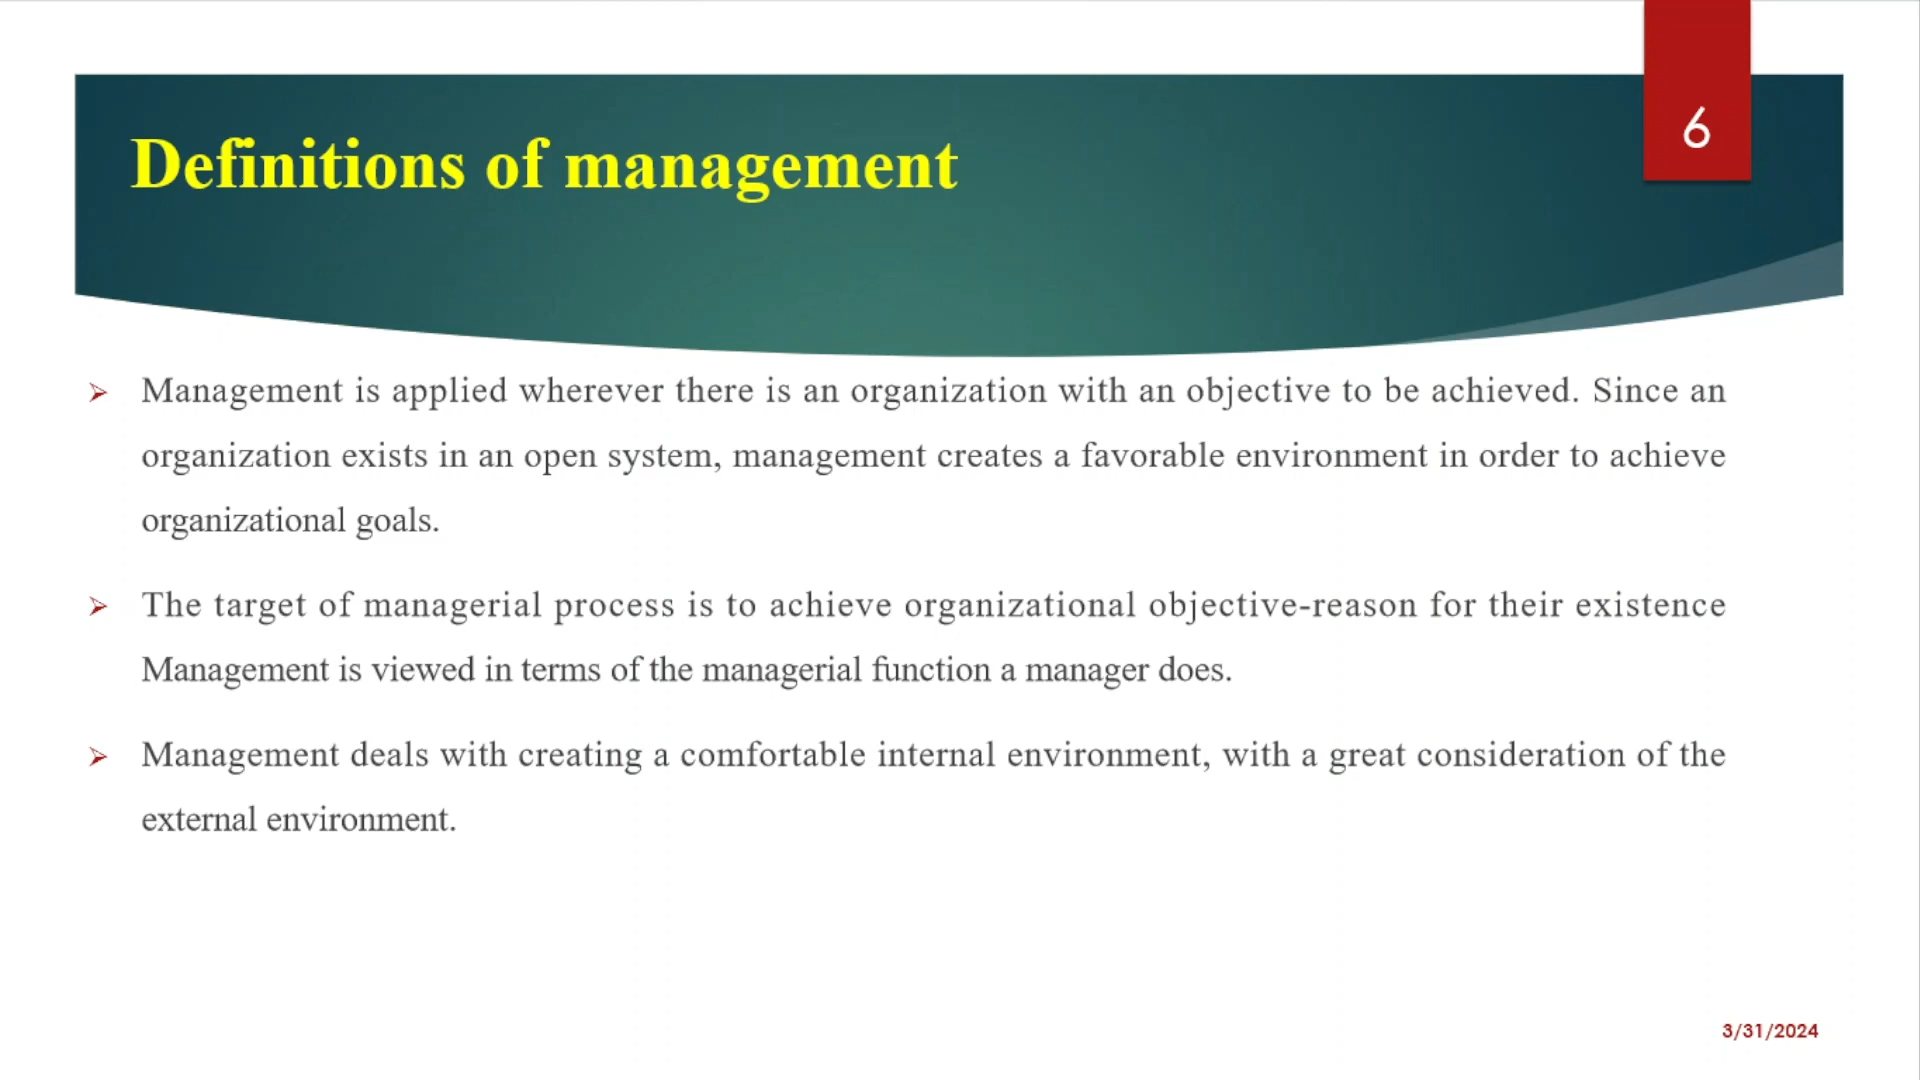 6
Definitions of management
➢ Management is applied wherever there is an organization with an objective to be achieved. Since an
organization exists in an open system, management creates a favorable environment in order to achieve
organizational goals.
➢ The target of managerial process is to achieve organizational objective-reason for their existence
Management is viewed in terms of the managerial function a manager does.
➢ Management deals with creating a comfortable internal environment, with a great consideration of the
external environment.
3/31/2024